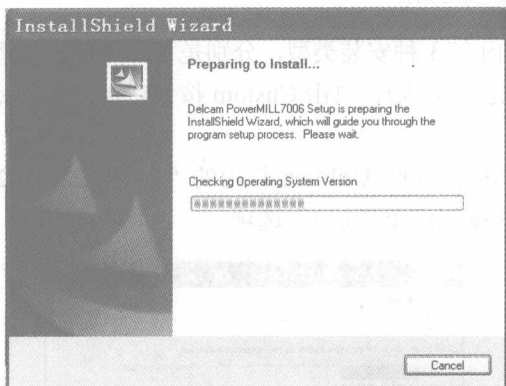 InstallShield Wizard
Preparing to Install...
Delcam PowerMILL7006 Setup is preparing the
InstallShield Wizard, which will guide you through the
program setup process. Please wait.
Checking Operating System Version
Cancel